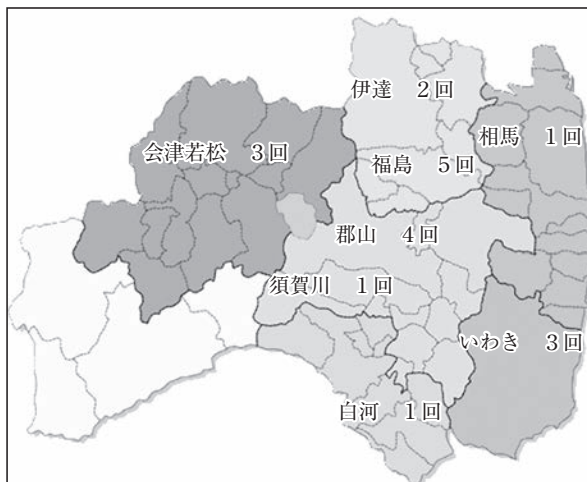 伊達　2回
相馬　1回
会津若松　3回
福島　5回
郡山　4回
須賀川　1回
いわき　3回
白河　1回